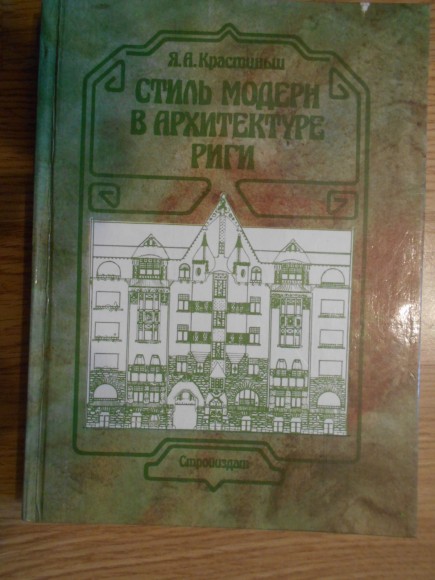 Я.А. Крастиньш
СТИЛЬ МОДЕРН
В АРХИТЕКТУРЕ
РИГИ
Стройиздат